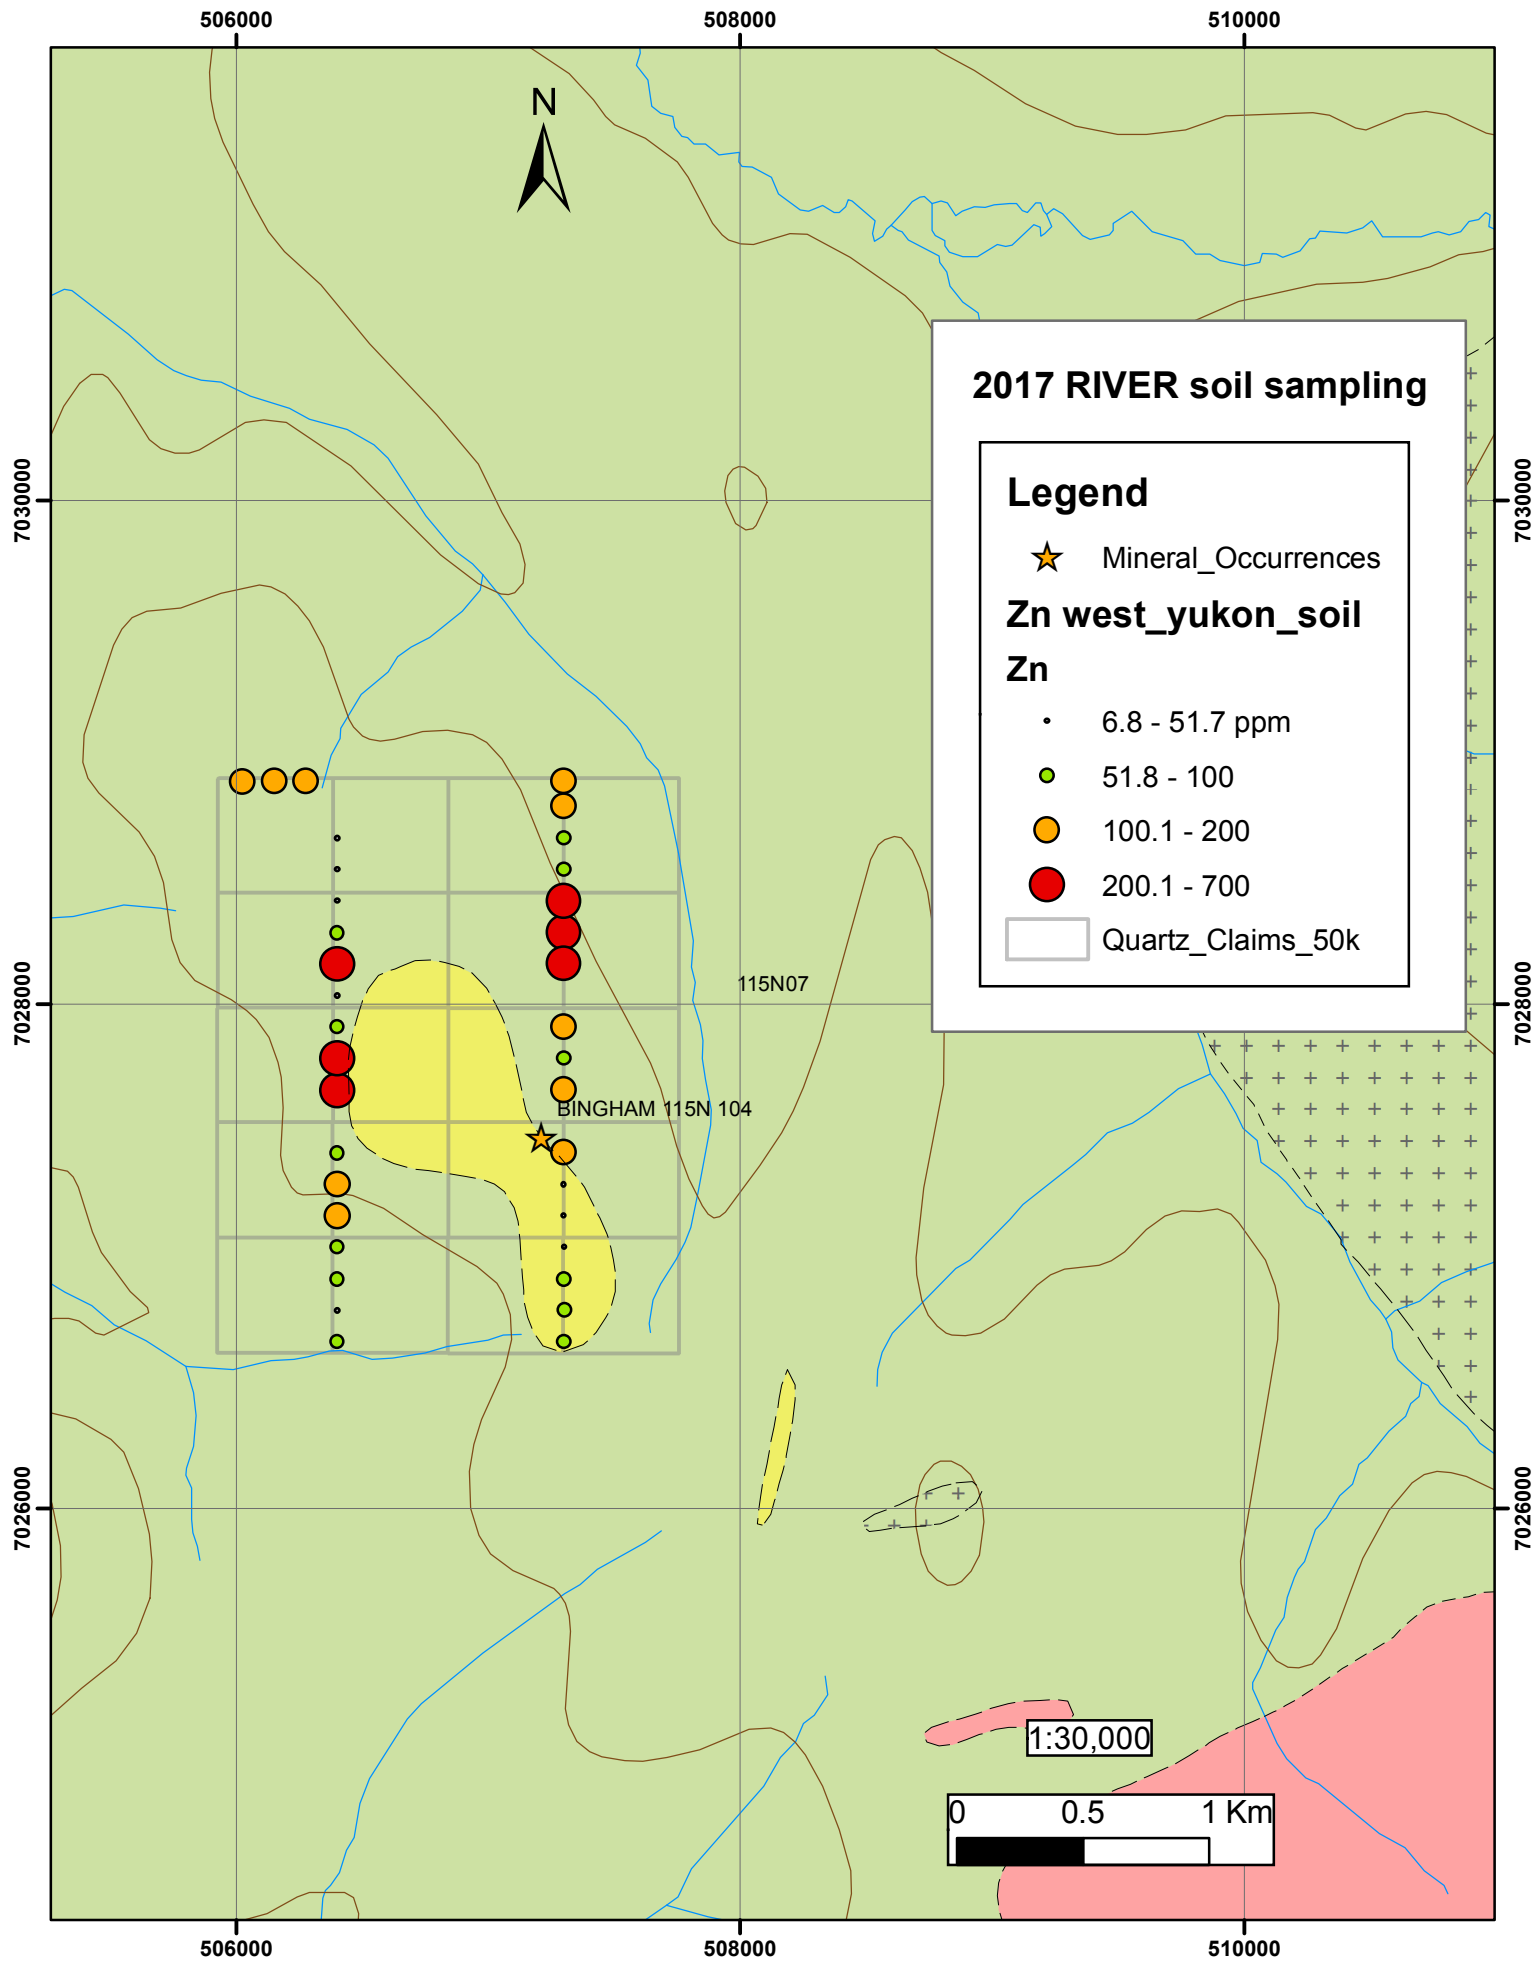 506000 508000 510000
N
2017 RIVER soil sampling
Legend
Mineral_Occurrences
Zn west_yukon_soil
Zn
6.8 - 51.7 ppm
51.8 - 100
100.1 - 200
200.1 - 700
Quartz_Claims_50k
7030000 7030000
115N07
7028000 7028000
BINGHAM 115N 104
7026000 7026000
1:30,000
0 0.5 1 Km
506000 508000 510000